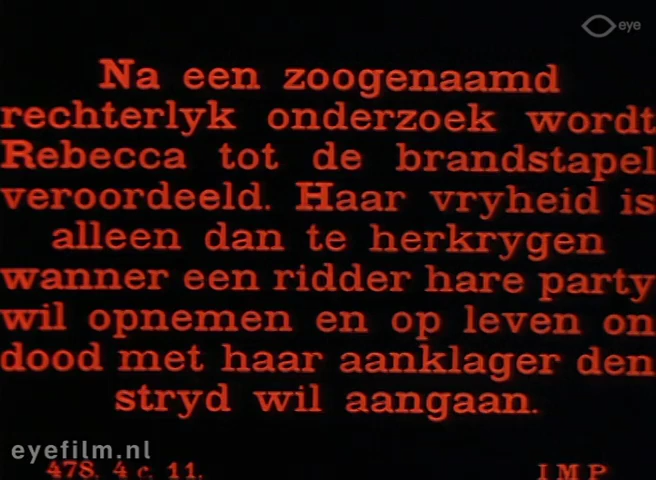 eye
Na een zoogenaamd
rechterlyk onderzoek wordt
Rebecca tot de brandstapel
veroordeeld. Haar vryheid is
alleen dan te herkrygen
wanner een ridder hare party
wil opnemen en op leven on
dood met haar aanklager den
stryd wil aangaan.
eyefilm.nl
478. 4 c. 11.
IMP